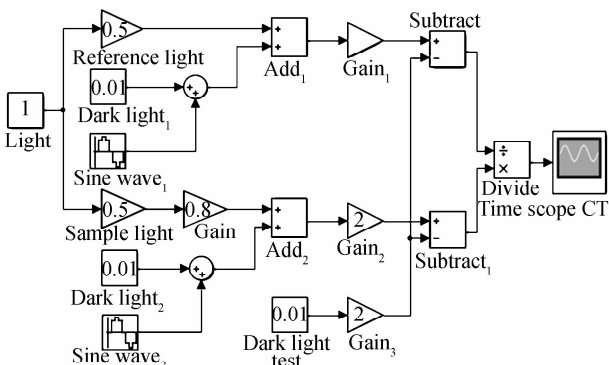 Subtract
0.5
+
+
+
−
Reference light
Add₁
Gain₁
0.01
+
+
1
Dark light₁
Light
÷
×
Sine wave₁
Divide
Time scope CT
0.5
0.8
+
+
2
+
−
Sample light
Gain
Add₂
Gain₂
Subtract₁
0.01
+
+
Dark light₂
0.01
2
Dark light
test
Gain₃
Sine wave₂